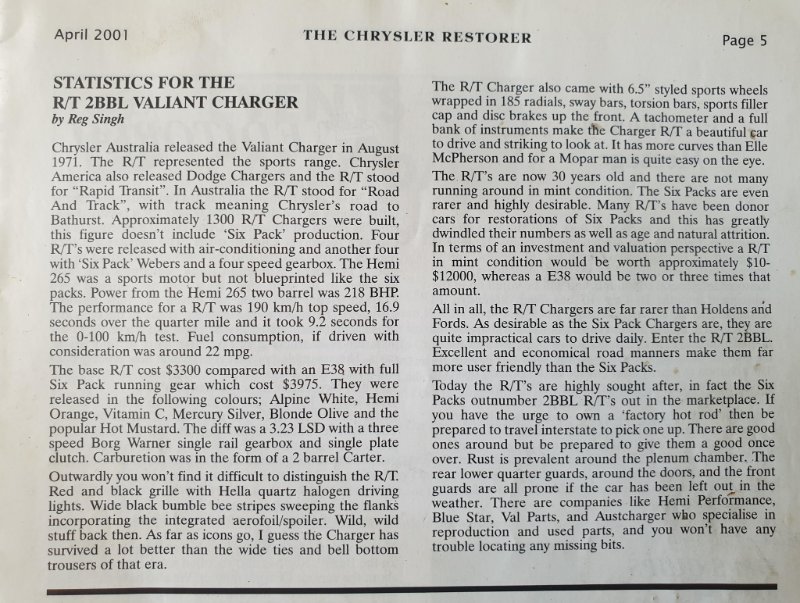 April 2001
THE CHRYSLER RESTORER
Page 5
STATISTICS FOR THE
R/T 2BBL VALIANT CHARGER
by Reg Singh
Chrysler Australia released the Valiant Charger in August
1971. The R/T represented the sports range. Chrysler
America also released Dodge Chargers and the R/T stood
for “Rapid Transit”. In Australia the R/T stood for “Road
And Track”, with track meaning Chrysler’s road to
Bathurst. Approximately 1300 R/T Chargers were built,
this figure doesn’t include ‘Six Pack’ production. Four
R/T’s were released with air-conditioning and another four
with ‘Six Pack’ Webers and a four speed gearbox. The Hemi
265 was a sports motor but not blueprinted like the six
packs. Power from the Hemi 265 two barrel was 218 BHP.
The performance for a R/T was 190 km/h top speed, 16.9
seconds over the quarter mile and it took 9.2 seconds for
the 0-100 km/h test. Fuel consumption, if driven with
consideration was around 22 mpg.
The base R/T cost $3300 compared with an E38 with full
Six Pack running gear which cost $3975. They were
released in the following colours; Alpine White, Hemi
Orange, Vitamin C, Mercury Silver, Blonde Olive and the
popular Hot Mustard. The diff was a 3.23 LSD with a three
speed Borg Warner single rail gearbox and single plate
clutch. Carburetion was in the form of a 2 barrel Carter.
Outwardly you won’t find it difficult to distinguish the R/T.
Red and black grille with Hella quartz halogen driving
lights. Wide black bumble bee stripes sweeping the flanks
incorporating the integrated aerofoil/spoiler. Wild, wild
stuff back then. As far as icons go, I guess the Charger has
survived a lot better than the wide ties and bell bottom
trousers of that era.
The R/T Charger also came with 6.5” styled sports wheels
wrapped in 185 radials, sway bars, torsion bars, sports filler
cap and disc brakes up the front. A tachometer and a full
bank of instruments make the Charger R/T a beautiful car
to drive and striking to look at. It has more curves than Elle
McPherson and for a Mopar man is quite easy on the eye.
The R/T’s are now 30 years old and there are not many
running around in mint condition. The Six Packs are even
rarer and highly desirable. Many R/T’s have been donor
cars for restorations of Six Packs and this has greatly
dwindled their numbers as well as age and natural attrition.
In terms of an investment and valuation perspective a R/T
in mint condition would be worth approximately $10-
$12000, whereas a E38 would be two or three times that
amount.
All in all, the R/T Chargers are far rarer than Holdens and
Fords. As desirable as the Six Pack Chargers are, they are
quite impractical cars to drive daily. Enter the R/T 2BBL.
Excellent and economical road manners make them far
more user friendly than the Six Packs.
Today the R/T’s are highly sought after, in fact the Six
Packs outnumber 2BBL R/T’s out in the marketplace. If
you have the urge to own a ‘factory hot rod’ then be
prepared to travel interstate to pick one up. There are good
ones around but be prepared to give them a good once
over. Rust is prevalent around the plenum chamber. The
rear lower quarter guards, around the doors, and the front
guards are all prone if the car has been left out in the
weather. There are companies like Hemi Performance,
Blue Star, Val Parts, and Austcharger who specialise in
reproduction and used parts, and you won’t have any
trouble locating any missing bits.